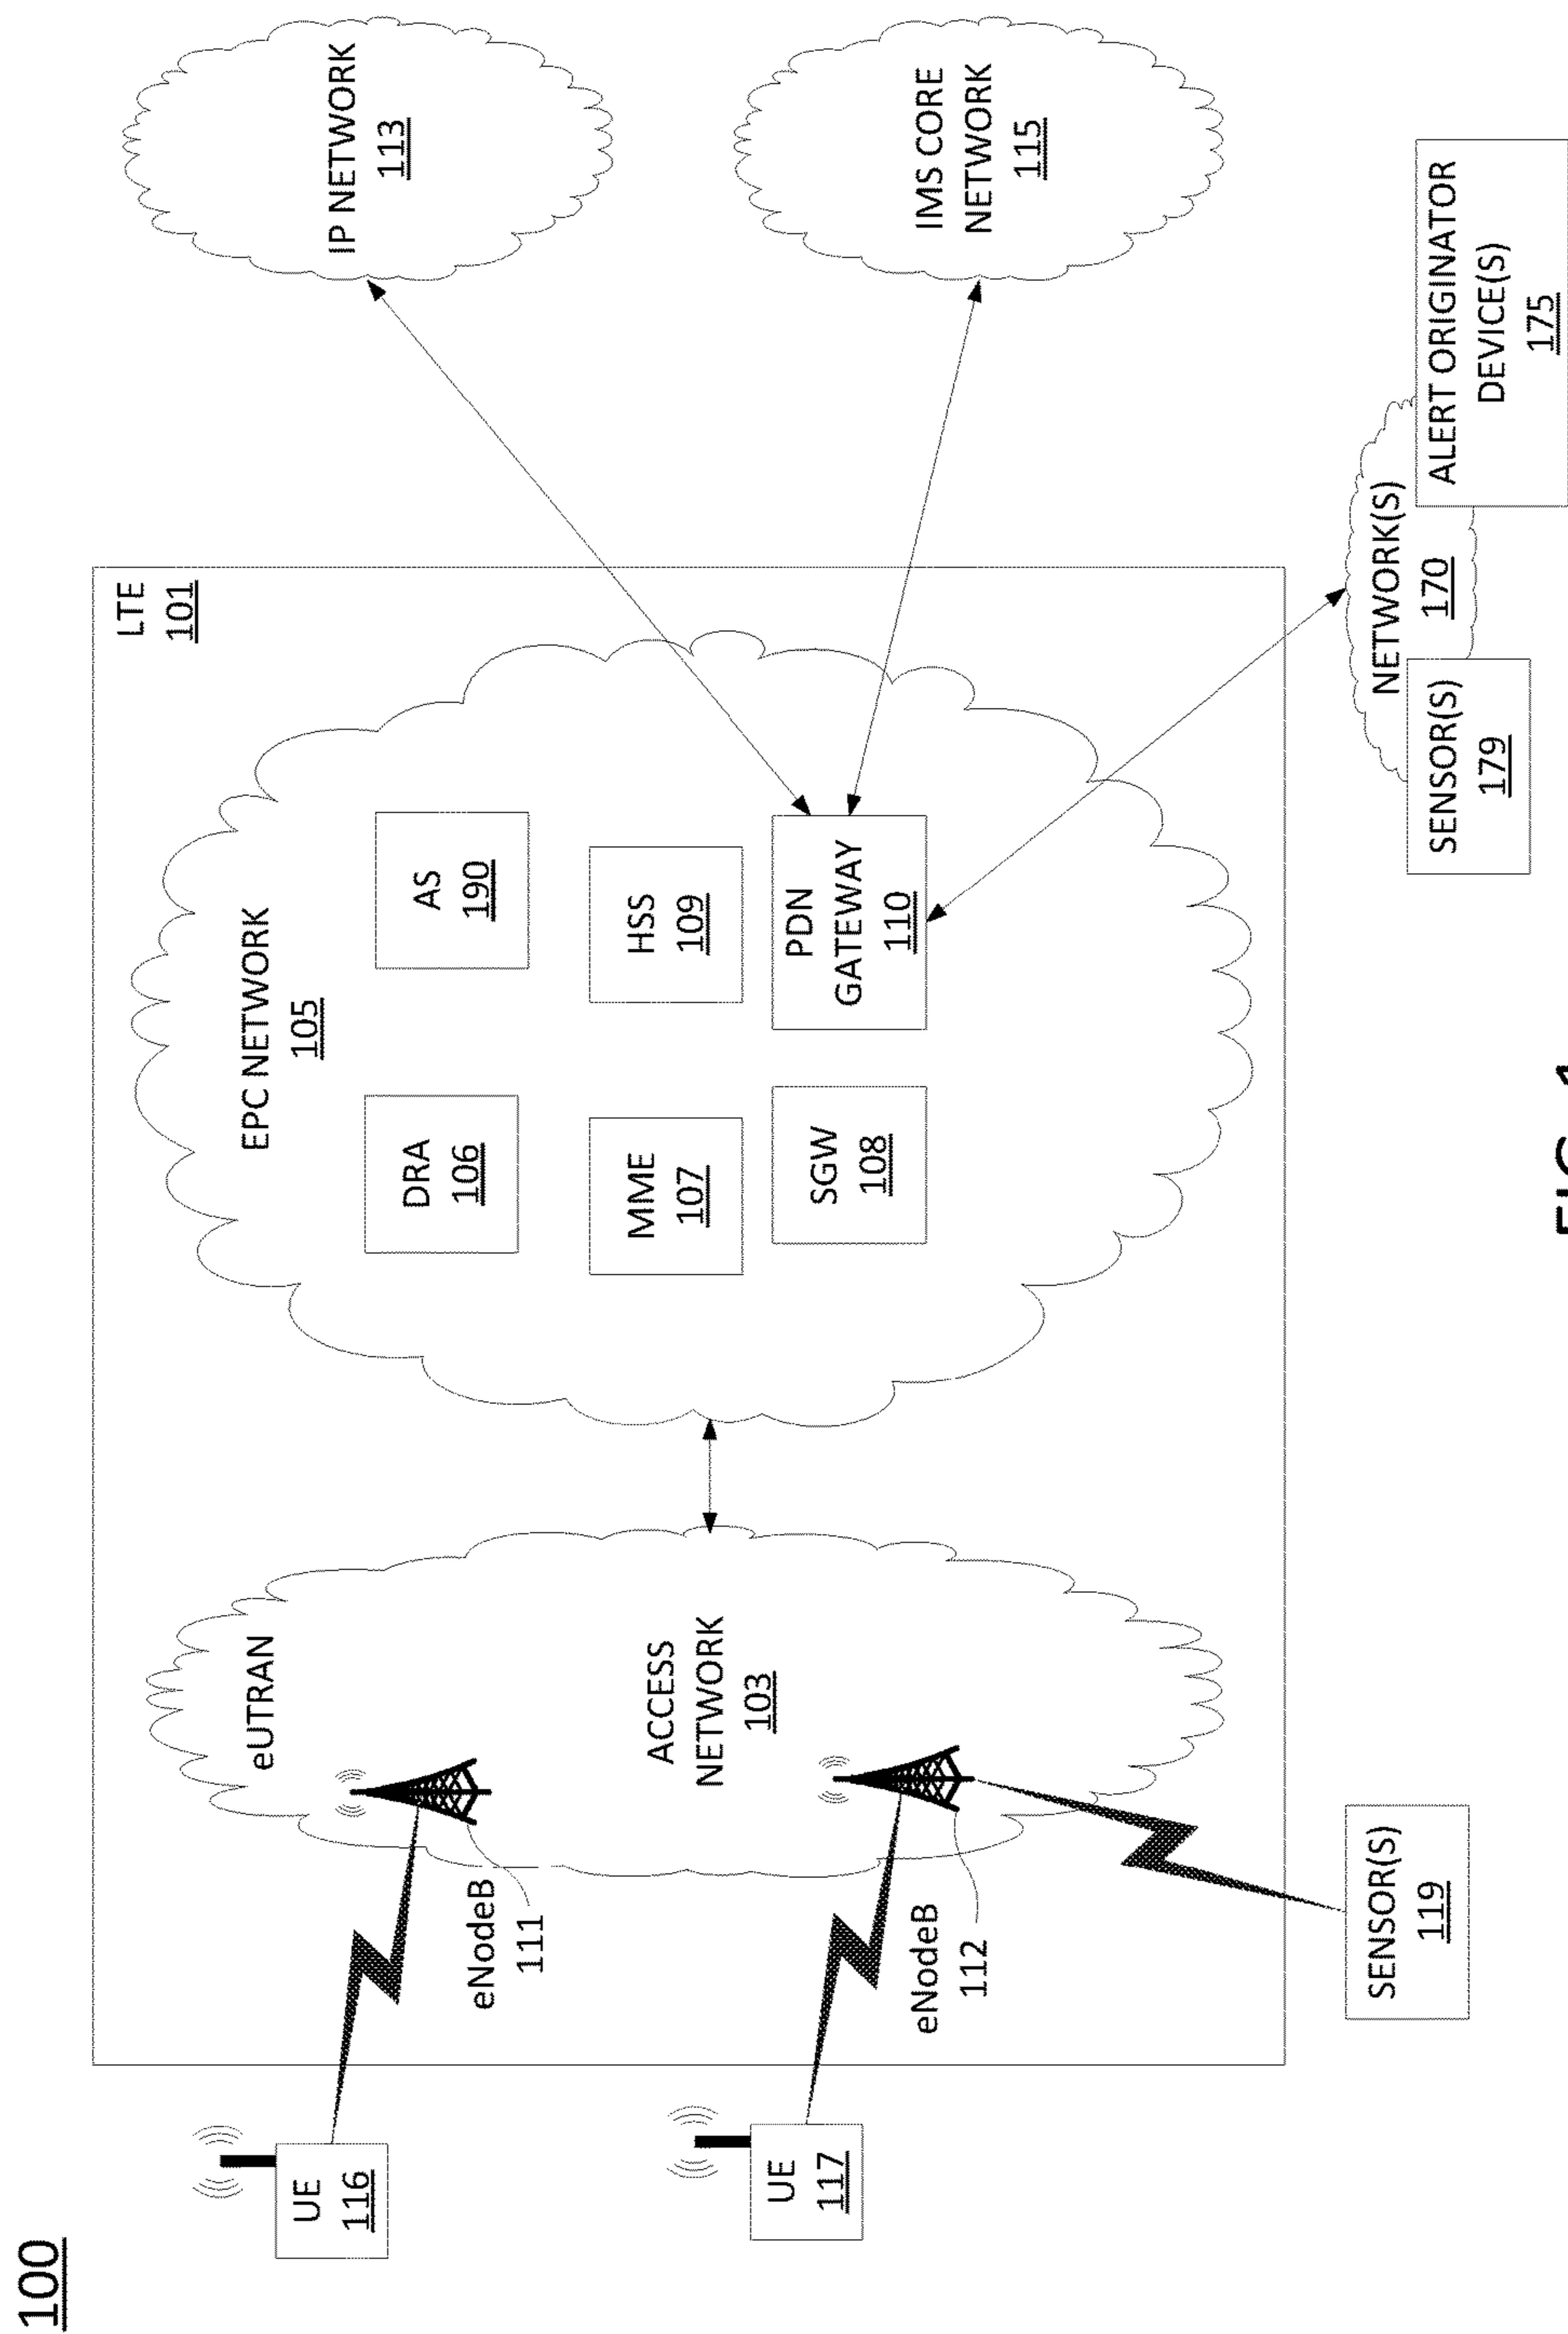 100
LTE
101
EPC NETWORK
105
DRA
106
AS
190
MME
107
HSS
109
SGW
108
PDN
GATEWAY
110
eUTRAN
ACCESS
NETWORK
103
eNodeB
111
eNodeB
112
UE
116
UE
117
IP NETWORK
113
IMS CORE
NETWORK
115
SENSOR(S)
119
NETWORK(S)
170
SENSOR(S)
179
ALERT ORIGINATOR
DEVICE(S)
175